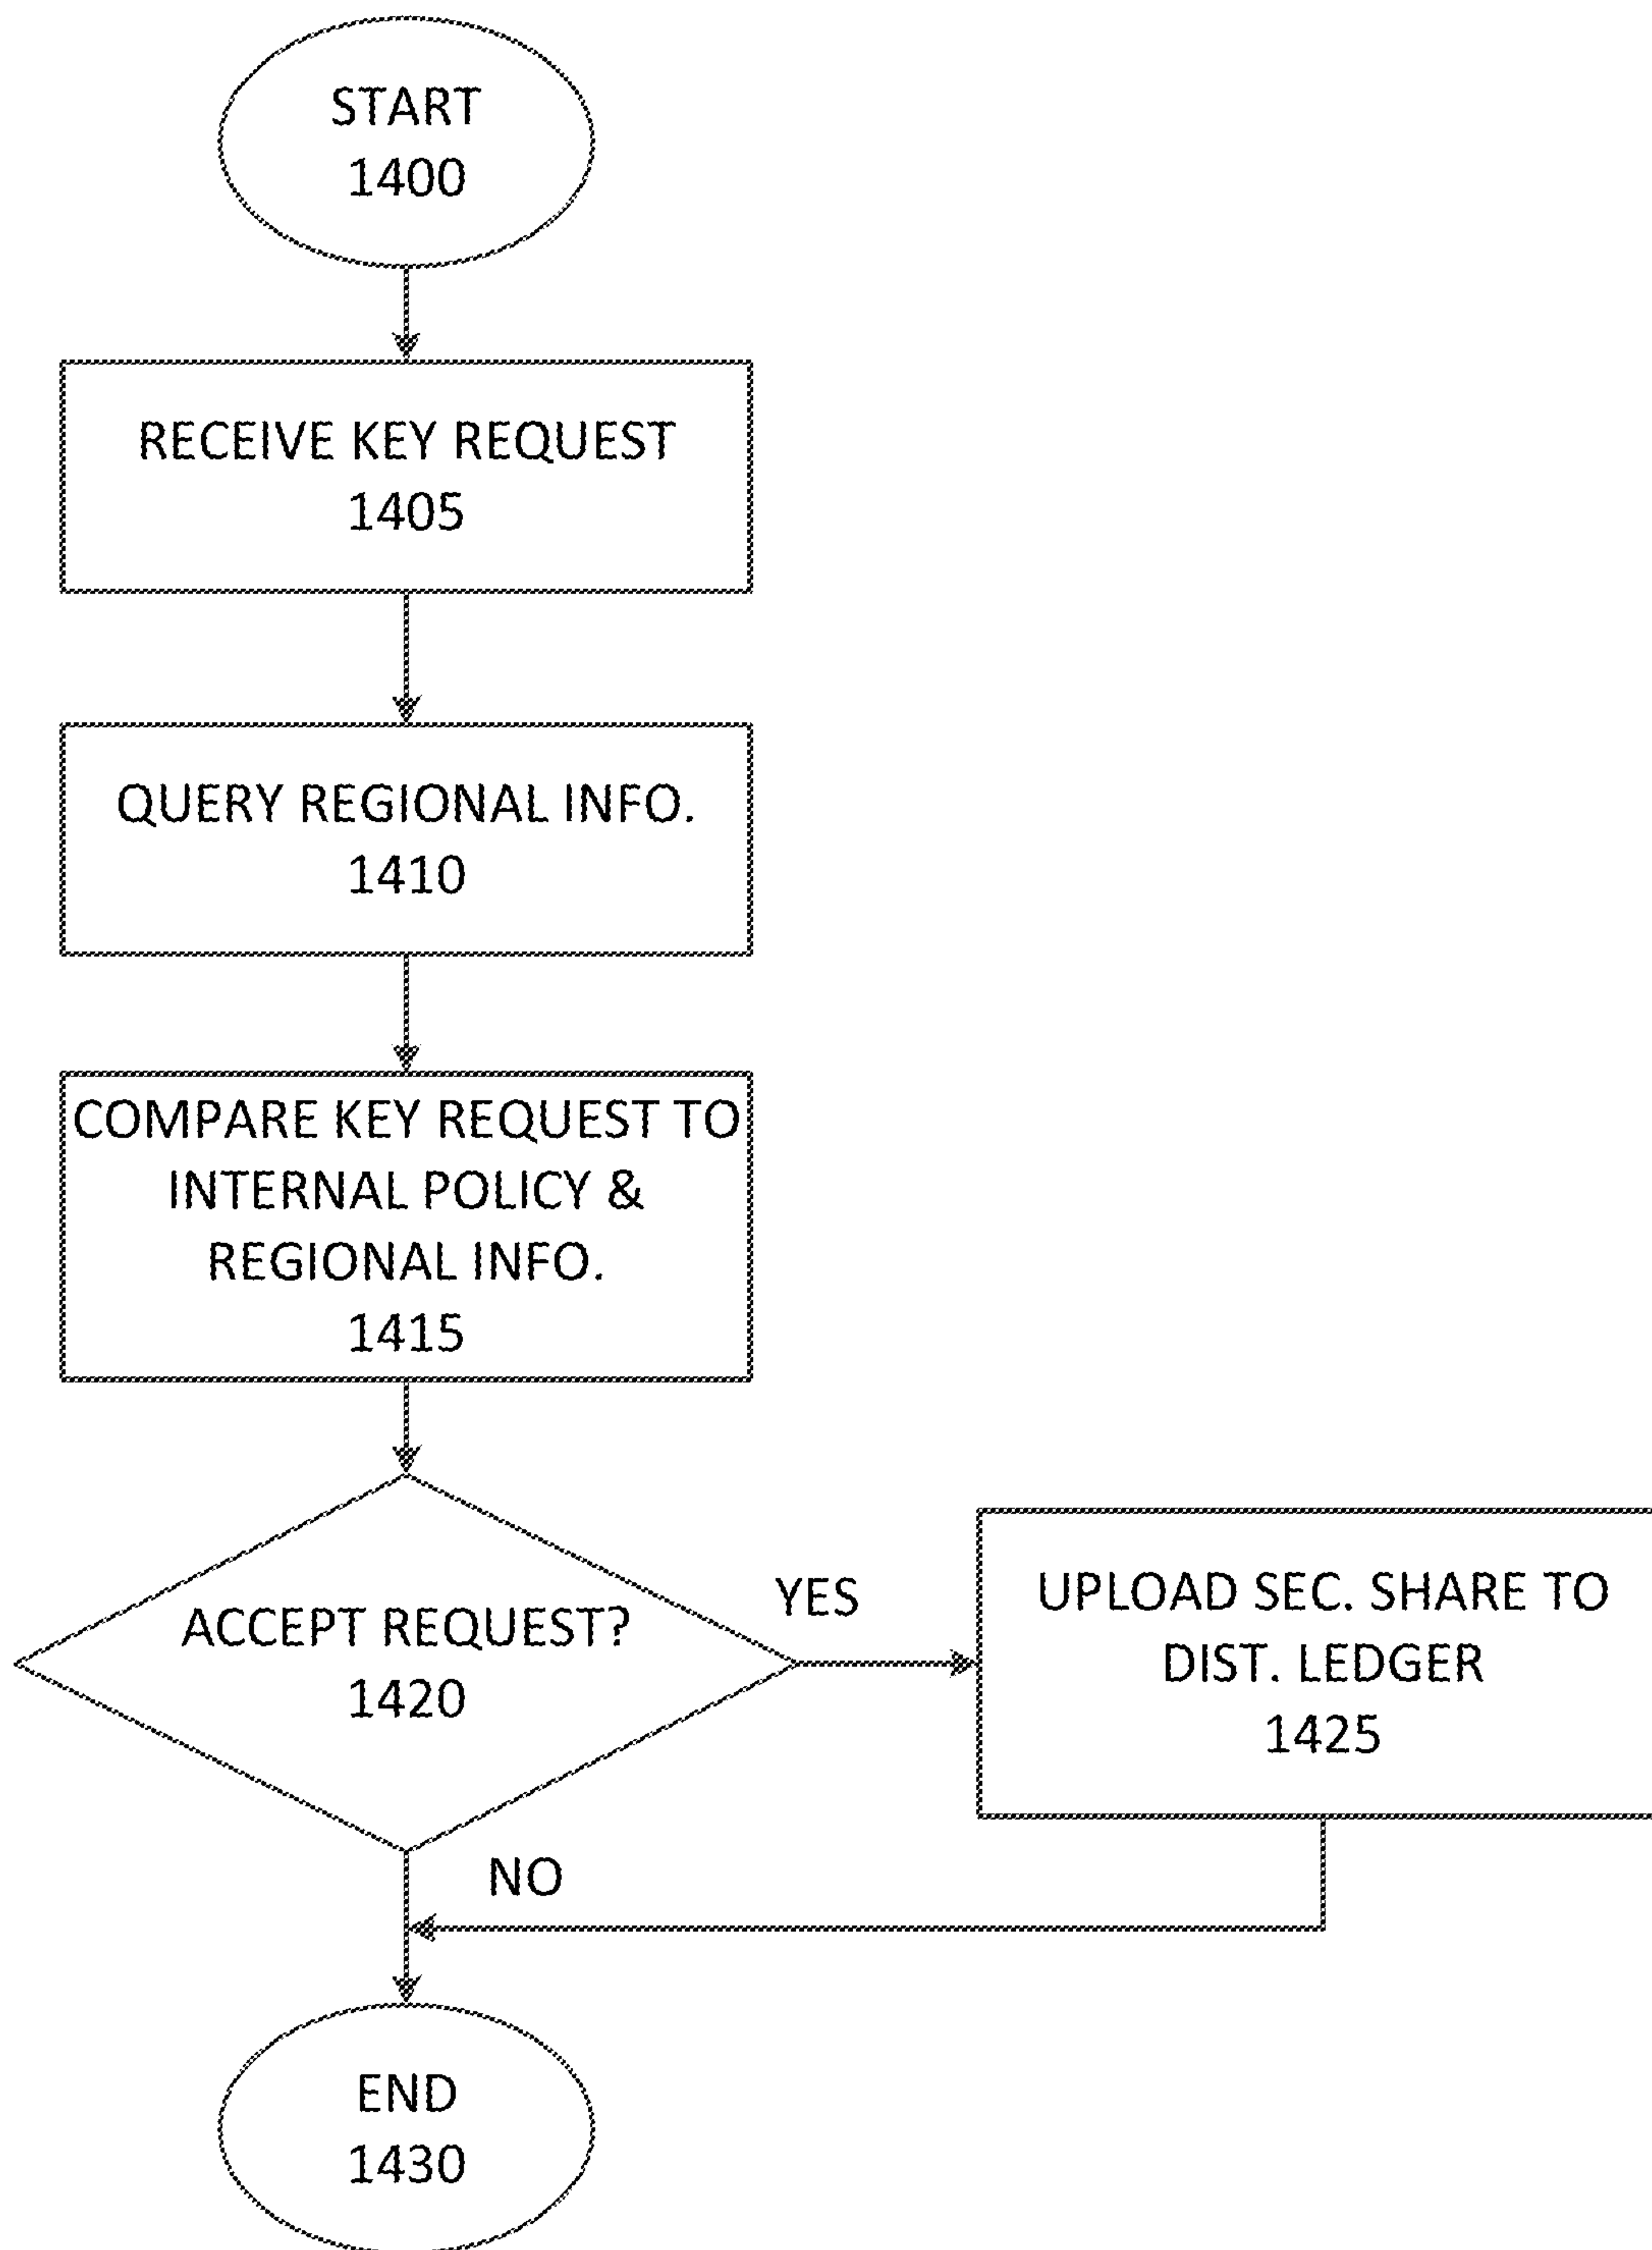 START
1400
RECEIVE KEY REQUEST
1405
QUERY REGIONAL INFO.
1410
COMPARE KEY REQUEST TO
INTERNAL POLICY &
REGIONAL INFO.
1415
ACCEPT REQUEST?
1420
YES
UPLOAD SEC. SHARE TO
DIST. LEDGER
1425
NO
END
1430